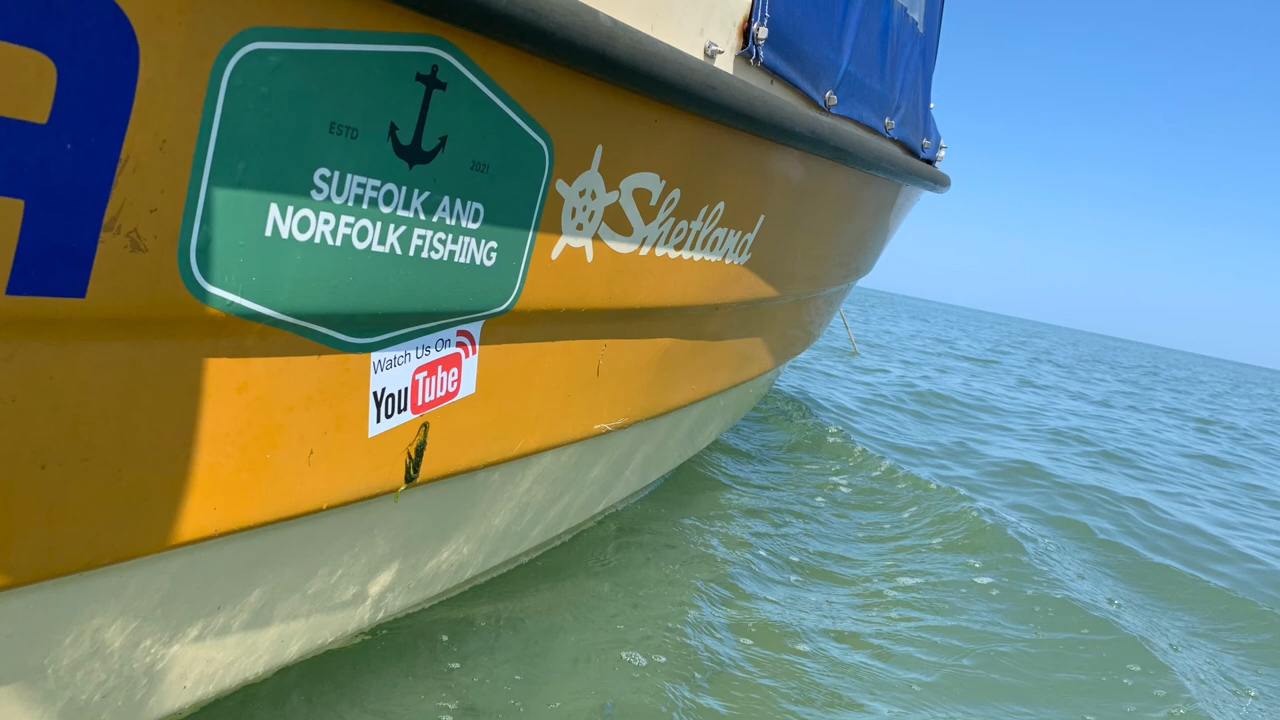 A
ESTD
2021
SUFFOLK AND
NORFOLK FISHING
Shetland
Watch Us On
YouTube